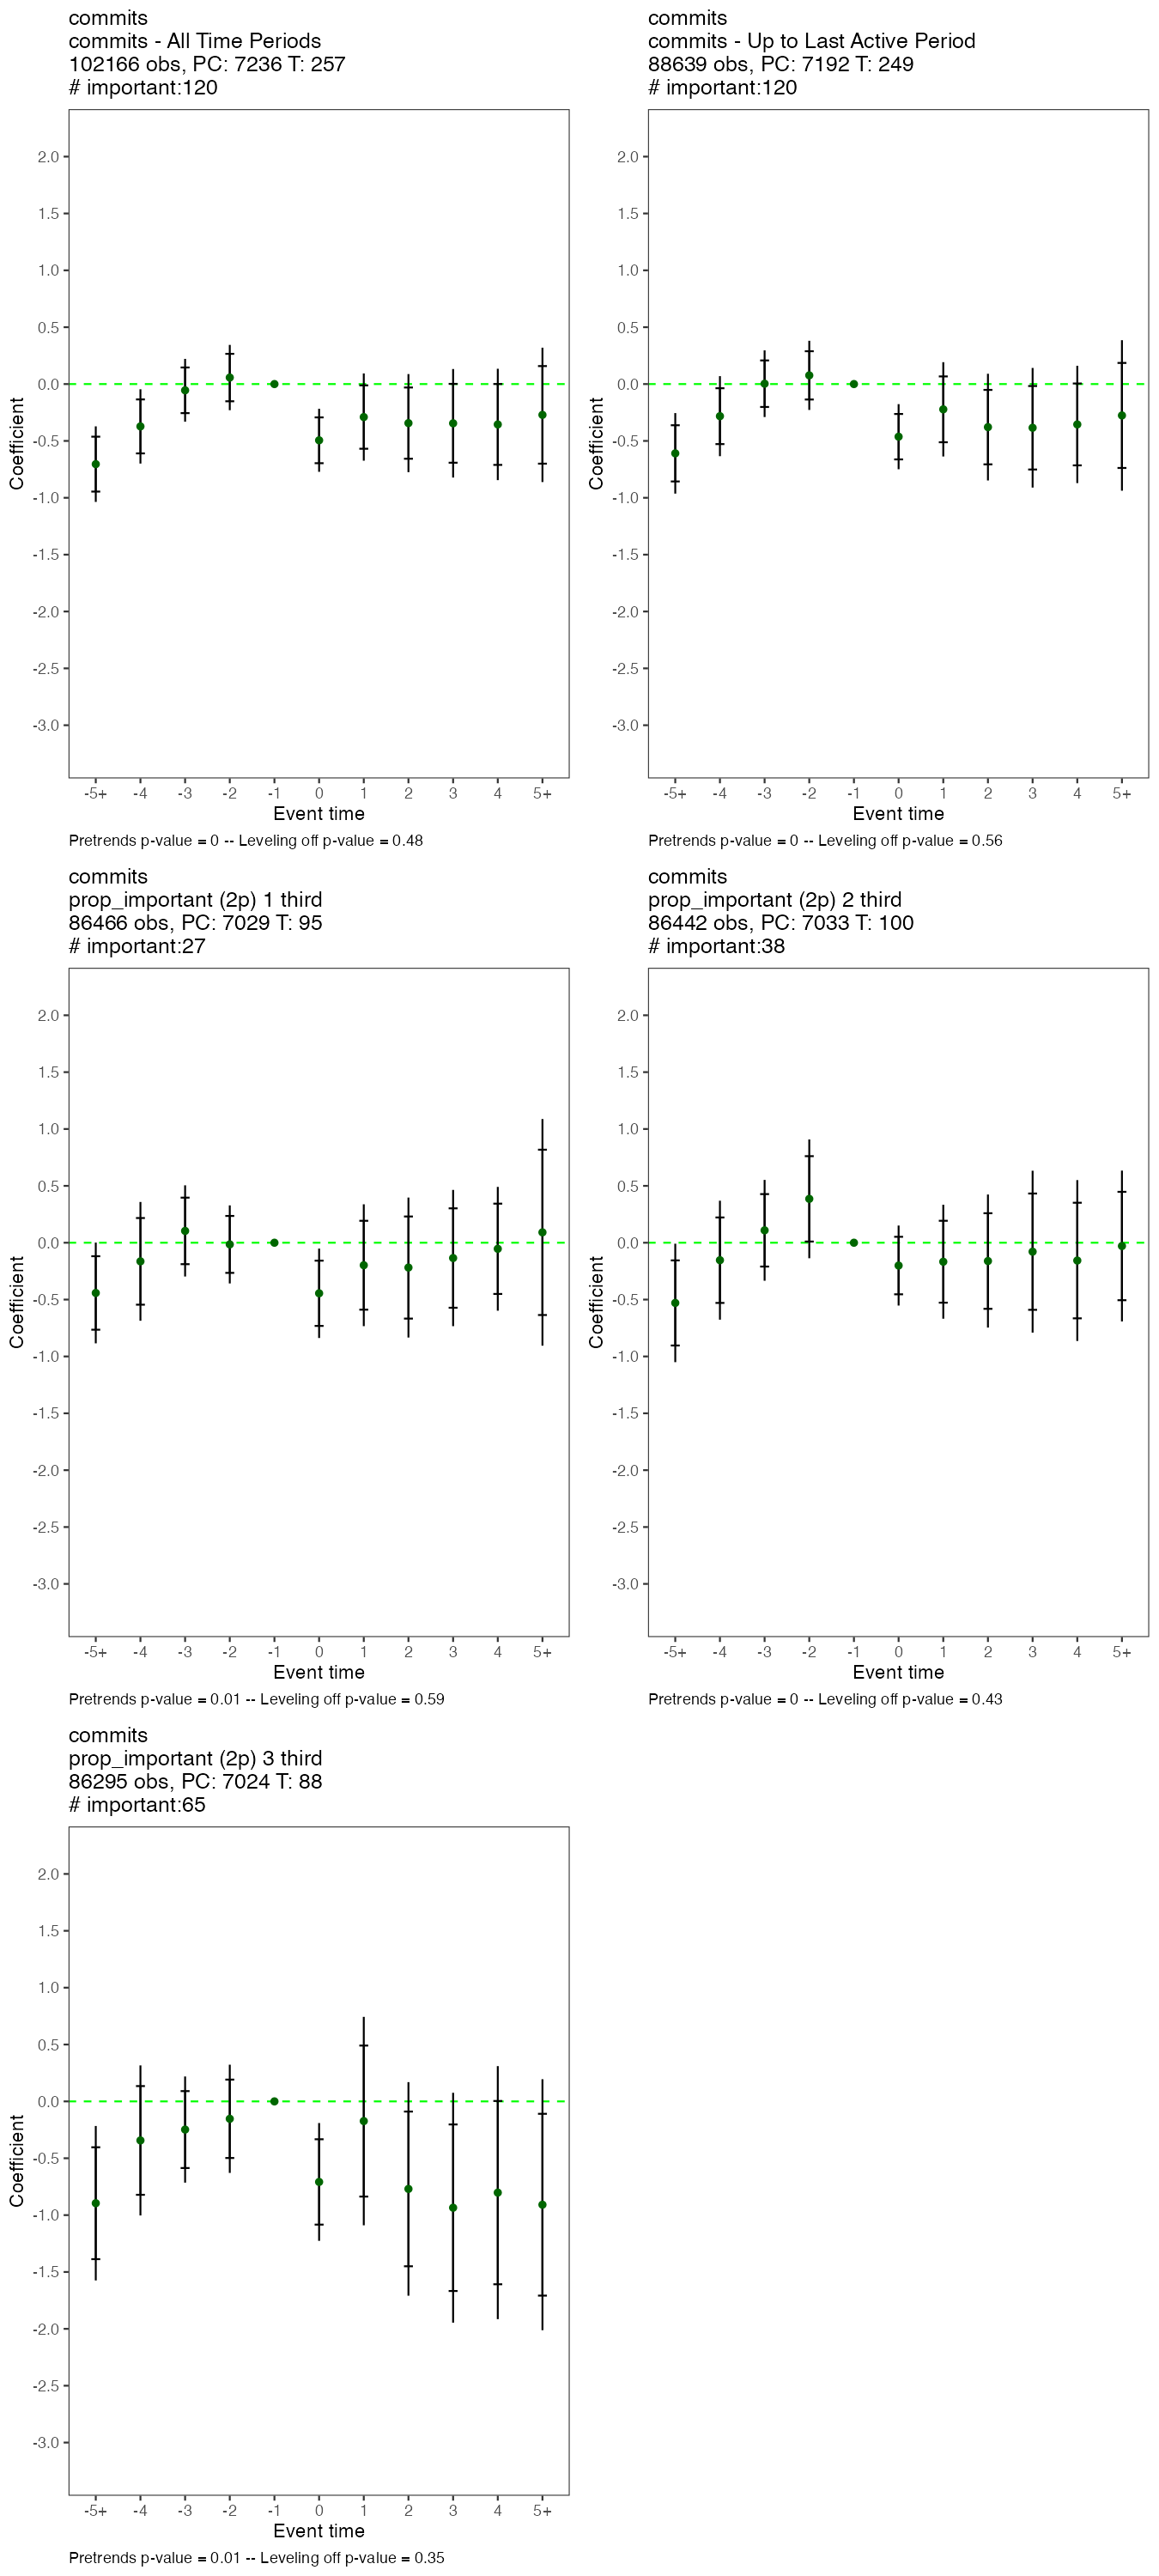 commits
commits - All Time Periods
102166 obs, PC: 7236 T: 257
# important:120
2.0
1.5
1.0
0.5
0.0
-0.5
-1.0
-1.5
-2.0
-2.5
-3.0
Coefficient
-5+ -4 -3 -2 -1 0 1 2 3 4 5+
Event time
Pretrends p-value = 0 -- Leveling off p-value = 0.48
commits
commits - Up to Last Active Period
88639 obs, PC: 7192 T: 249
# important:120
2.0
1.5
1.0
0.5
0.0
-0.5
-1.0
-1.5
-2.0
-2.5
-3.0
Coefficient
-5+ -4 -3 -2 -1 0 1 2 3 4 5+
Event time
Pretrends p-value = 0 -- Leveling off p-value = 0.56
commits
prop_important (2p) 1 third
86466 obs, PC: 7029 T: 95
# important:27
2.0
1.5
1.0
0.5
0.0
-0.5
-1.0
-1.5
-2.0
-2.5
-3.0
Coefficient
-5+ -4 -3 -2 -1 0 1 2 3 4 5+
Event time
Pretrends p-value = 0.01 -- Leveling off p-value = 0.59
commits
prop_important (2p) 2 third
86442 obs, PC: 7033 T: 100
# important:38
2.0
1.5
1.0
0.5
0.0
-0.5
-1.0
-1.5
-2.0
-2.5
-3.0
Coefficient
-5+ -4 -3 -2 -1 0 1 2 3 4 5+
Event time
Pretrends p-value = 0 -- Leveling off p-value = 0.43
commits
prop_important (2p) 3 third
86295 obs, PC: 7024 T: 88
# important:65
2.0
1.5
1.0
0.5
0.0
-0.5
-1.0
-1.5
-2.0
-2.5
-3.0
Coefficient
-5+ -4 -3 -2 -1 0 1 2 3 4 5+
Event time
Pretrends p-value = 0.01 -- Leveling off p-value = 0.35